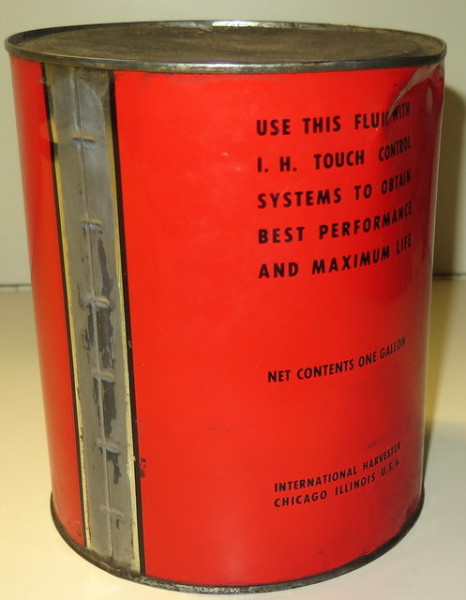 USE THIS FLUID WITH
I. H. TOUCH CONTROL
SYSTEMS TO OBTAIN
BEST PERFORMANCE
AND MAXIMUM LIFE
NET CONTENTS ONE GALLON
INTERNATIONAL HARVESTER
CHICAGO ILLINOIS U.S.A.